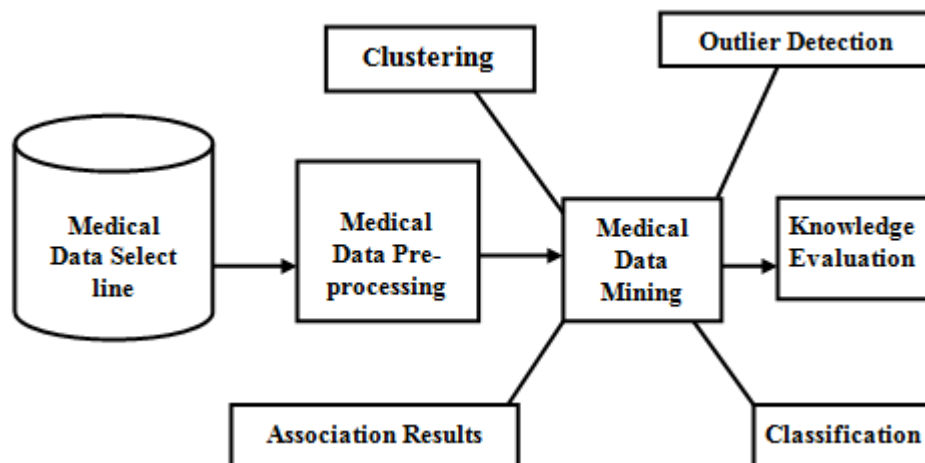 Clustering
Outlier Detection
Medical
Data Select
line
Medical
Data Pre-
processing
Medical
Data
Mining
Knowledge
Evaluation
Association Results
Classification